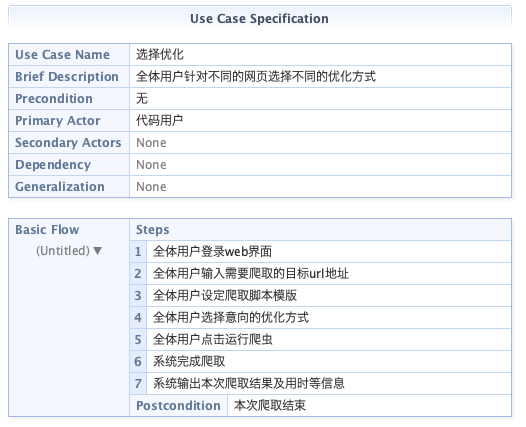 Use Case Specification
Use Case Name 选择优化
Brief Description 全体用户针对不同的网页选择不同的优化方式
Precondition 无
Primary Actor 代码用户
Secondary Actors None
Dependency None
Generalization None
Basic Flow Steps
(Untitled) ▼ 1 全体用户登录web界面
2 全体用户输入需要爬取的目标url地址
3 全体用户设定爬取脚本模版
4 全体用户选择意向的优化方式
5 全体用户点击运行爬虫
6 系统完成爬取
7 系统输出本次爬取结果及用时等信息
Postcondition 本次爬取结束